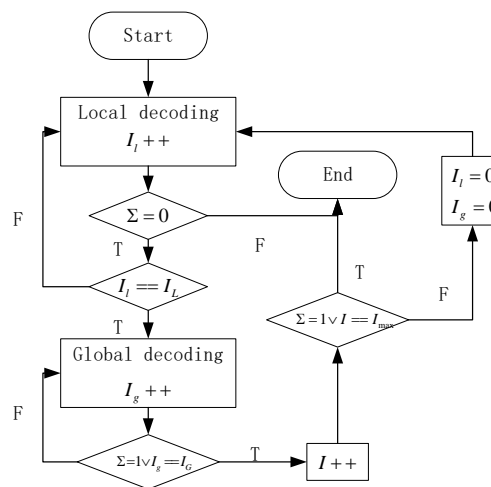 Start
Local decoding
I_l ++
End
I_l = 0
I_g = 0
F
Σ = 0
T
F
T
I_l == I_L
F
Σ=1∨I == I_max
T
Global decoding
I_g ++
F
Σ=1∨I_g==I_G
T
I++